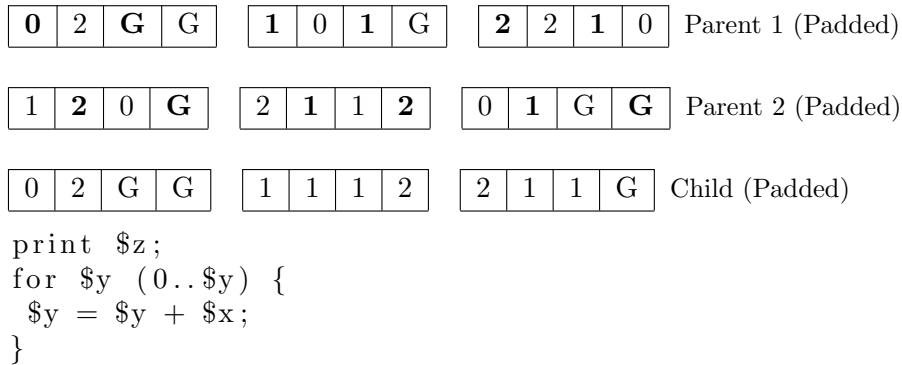 0 2 G G 1 0 1 G 2 2 1 0 Parent 1 (Padded)
1 2 0 G 2 1 1 2 0 1 G G Parent 2 (Padded)
0 2 G G 1 1 1 2 2 1 1 G Child (Padded)
print $z;
for $y (0..$y) {
$y = $y + $x;
}